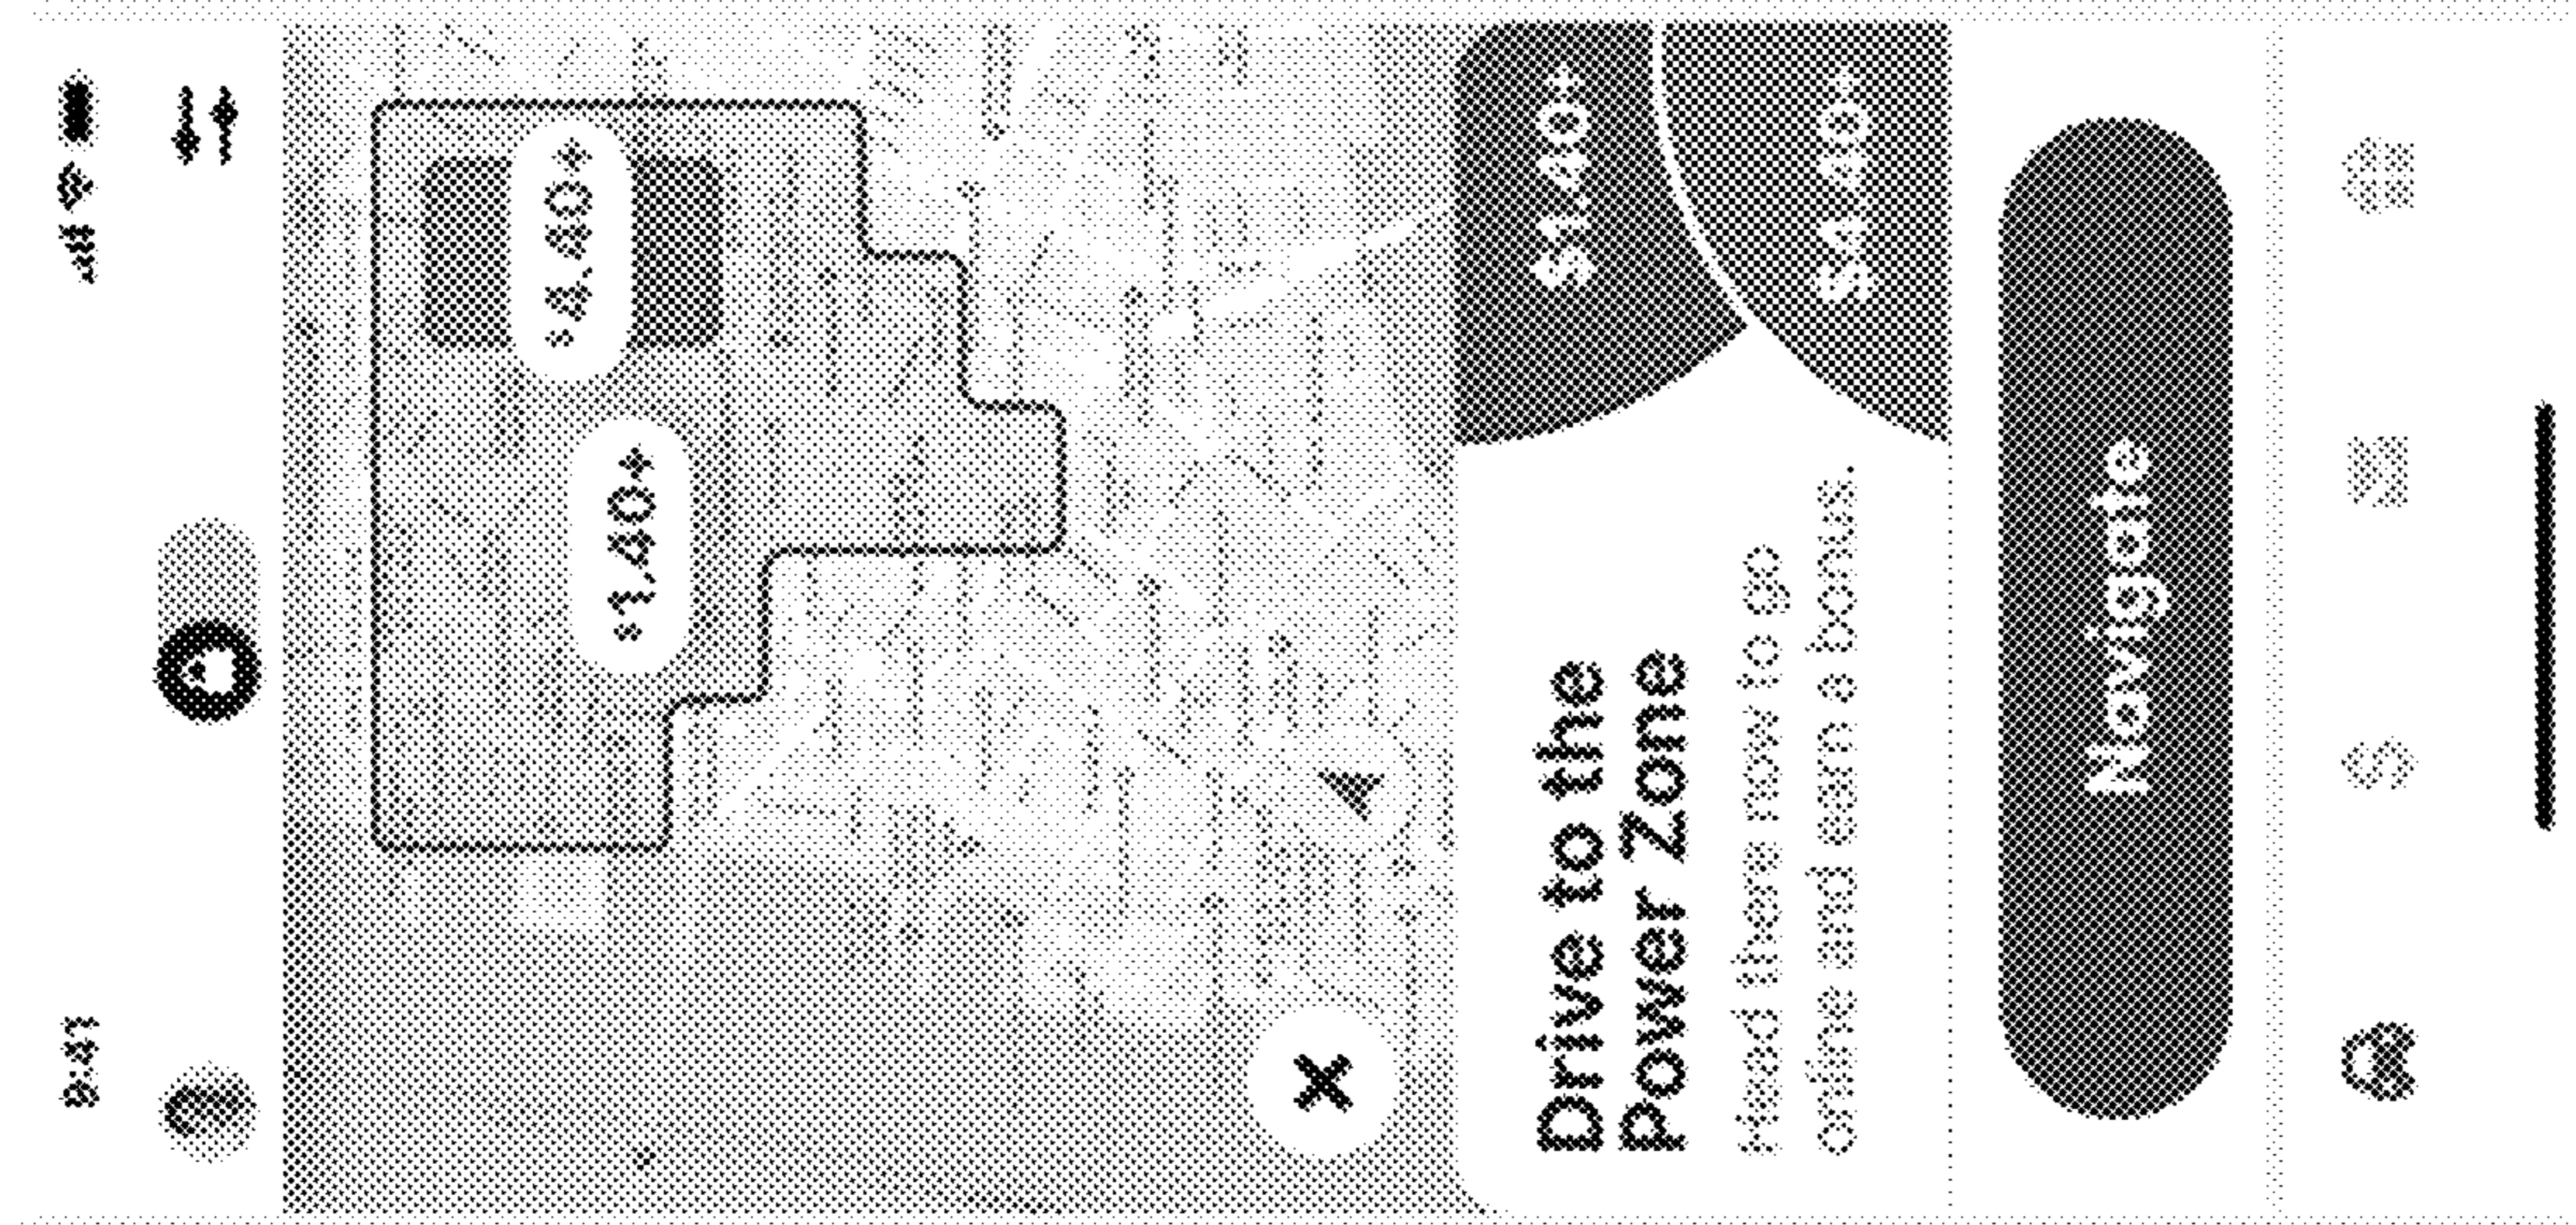 9:41
$4.40+
$1.40+
Drive to the
Power Zone
Head there now to go
online and earn a bonus.
$1.40+
$4.40+
Navigate
$